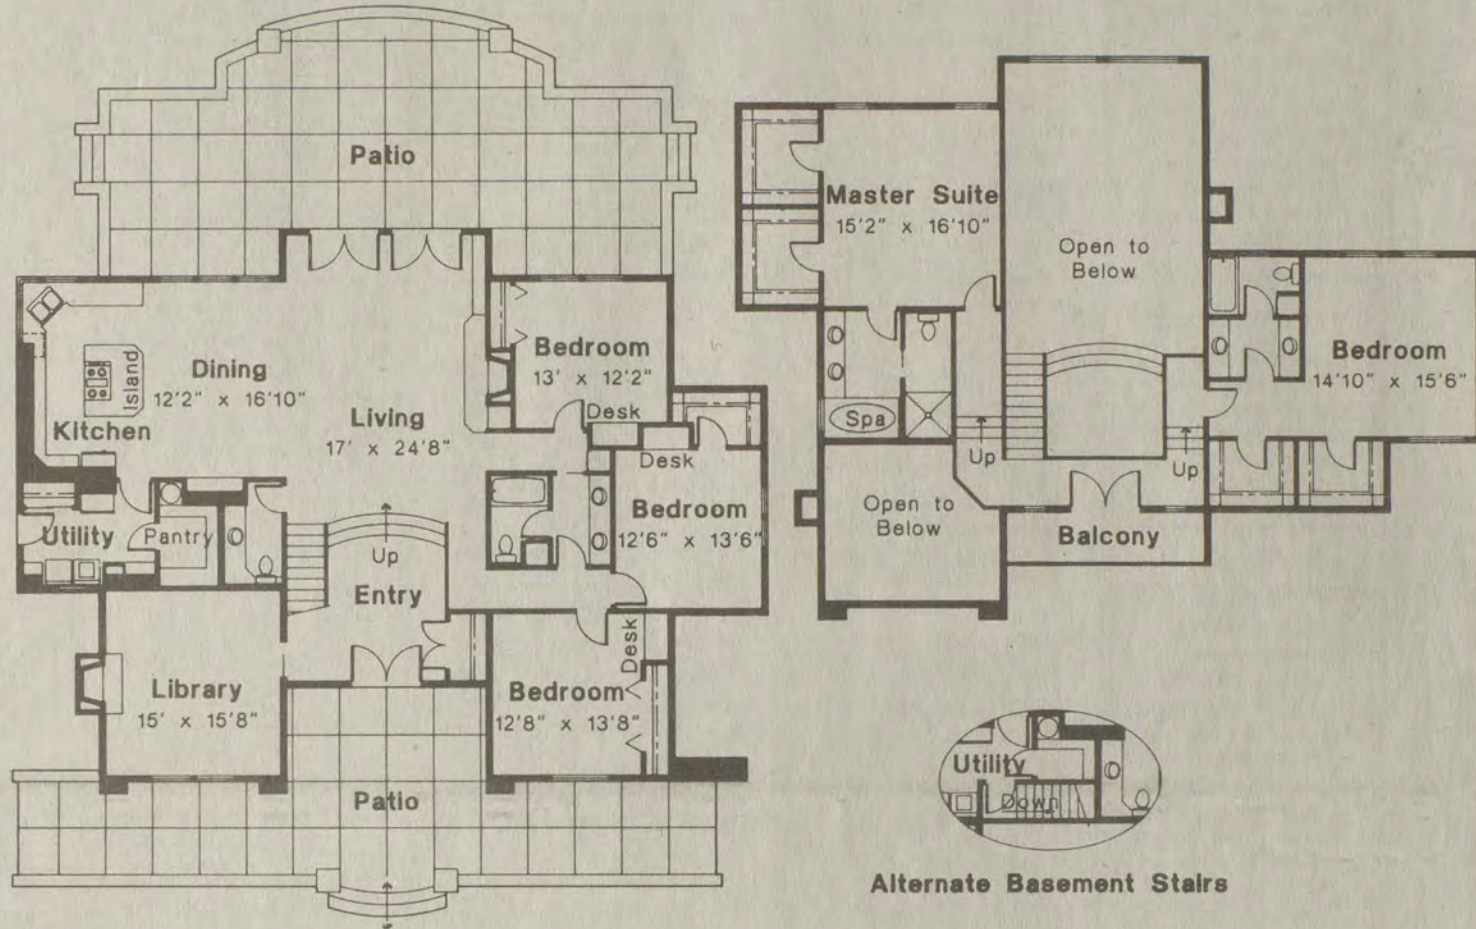 Patio
Master Suite
15'2" x 16'10"
Open to
Below
Bedroom
14'10" x 15'6"
Spa
Up
Up
Open to
Below
Balcony
Island
Dining
12'2" x 16'10"
Kitchen
Living
17' x 24'8"
Bedroom
13' x 12'2"
Desk
Desk
Bedroom
12'6" x 13'6"
Utility
Pantry
Up
Entry
Library
15' x 15'8"
Desk
Bedroom
12'8" x 13'8"
Patio
Utility
Down
Alternate Basement Stairs